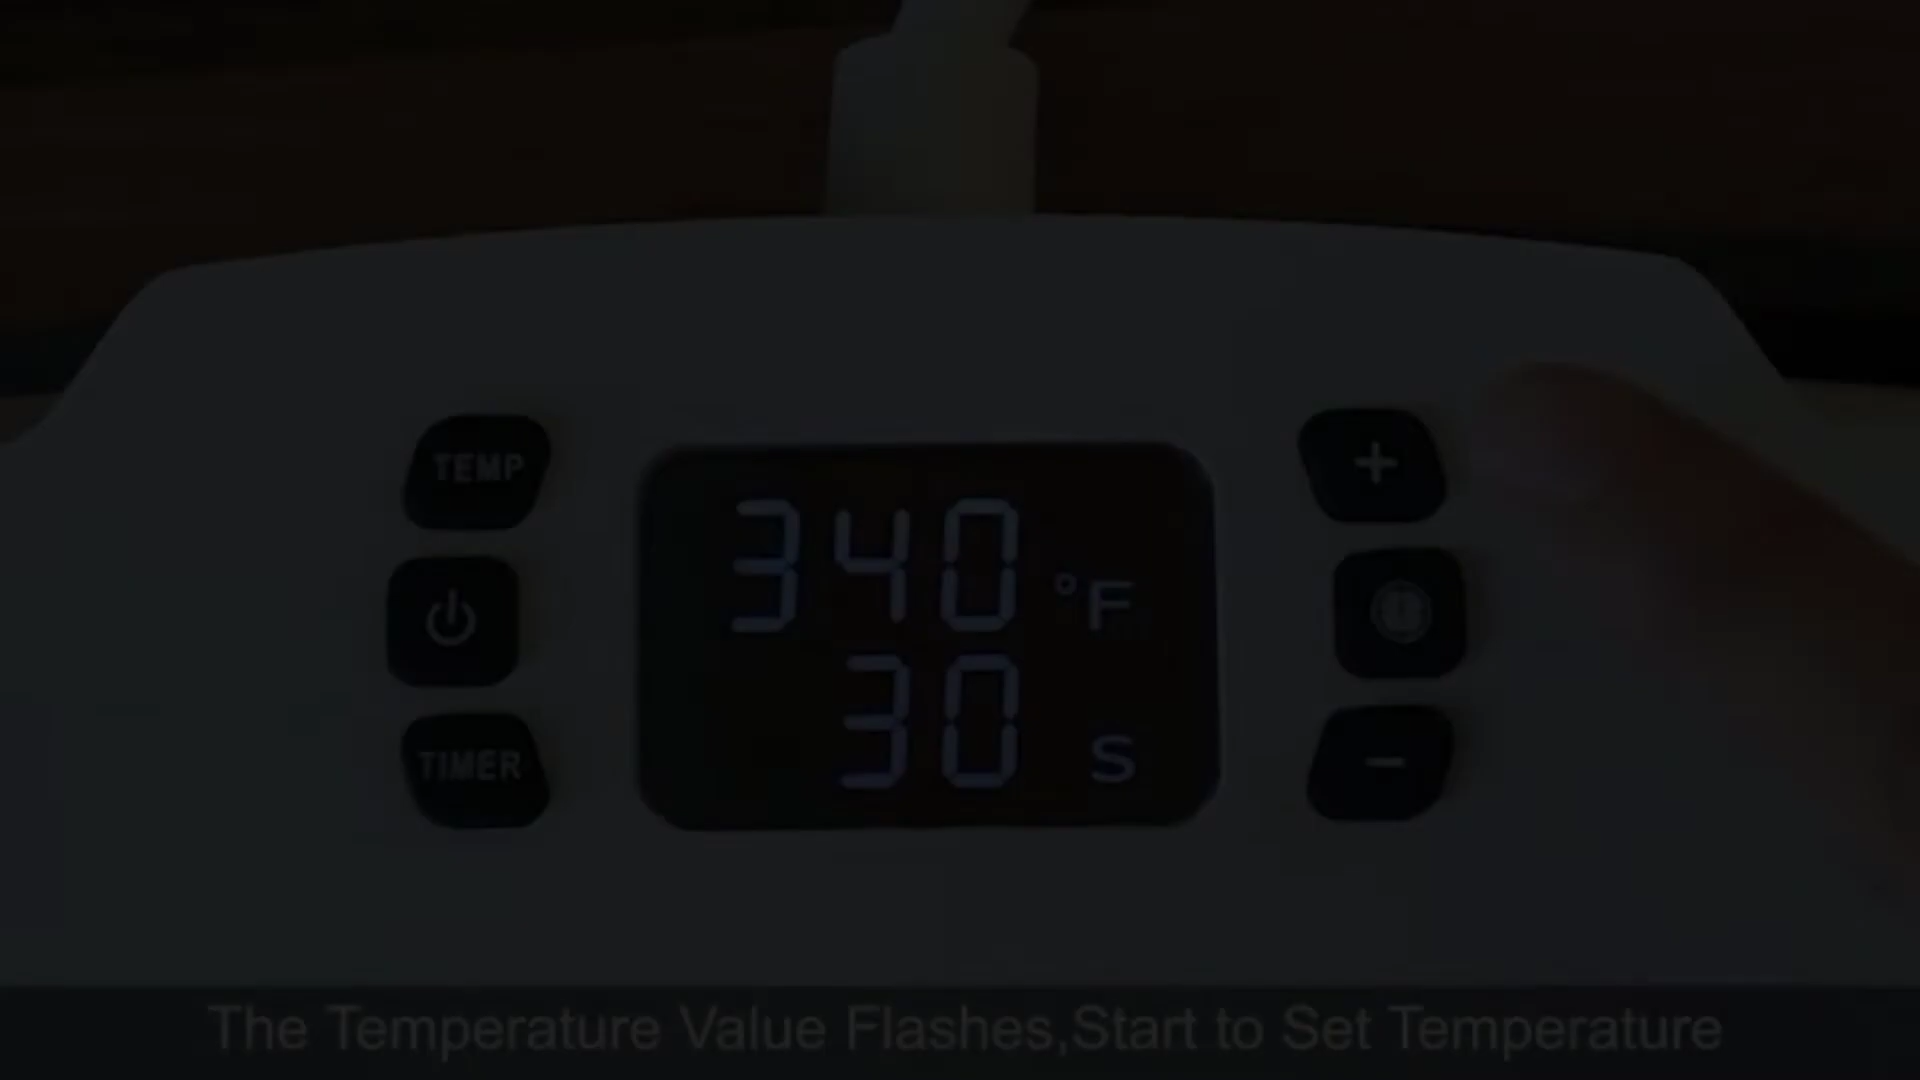 TEMP
+
340 °F
TIMER
30 S
−
The Temperature Value Flashes,Start to Set Temperature